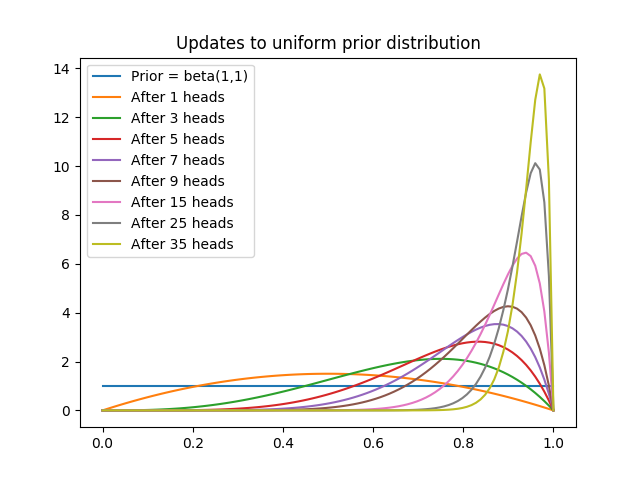 Updates to uniform prior distribution
Prior = beta(1,1)
After 1 heads
After 3 heads
After 5 heads
After 7 heads
After 9 heads
After 15 heads
After 25 heads
After 35 heads
14
12
10
8
6
4
2
0
0.0 0.2 0.4 0.6 0.8 1.0